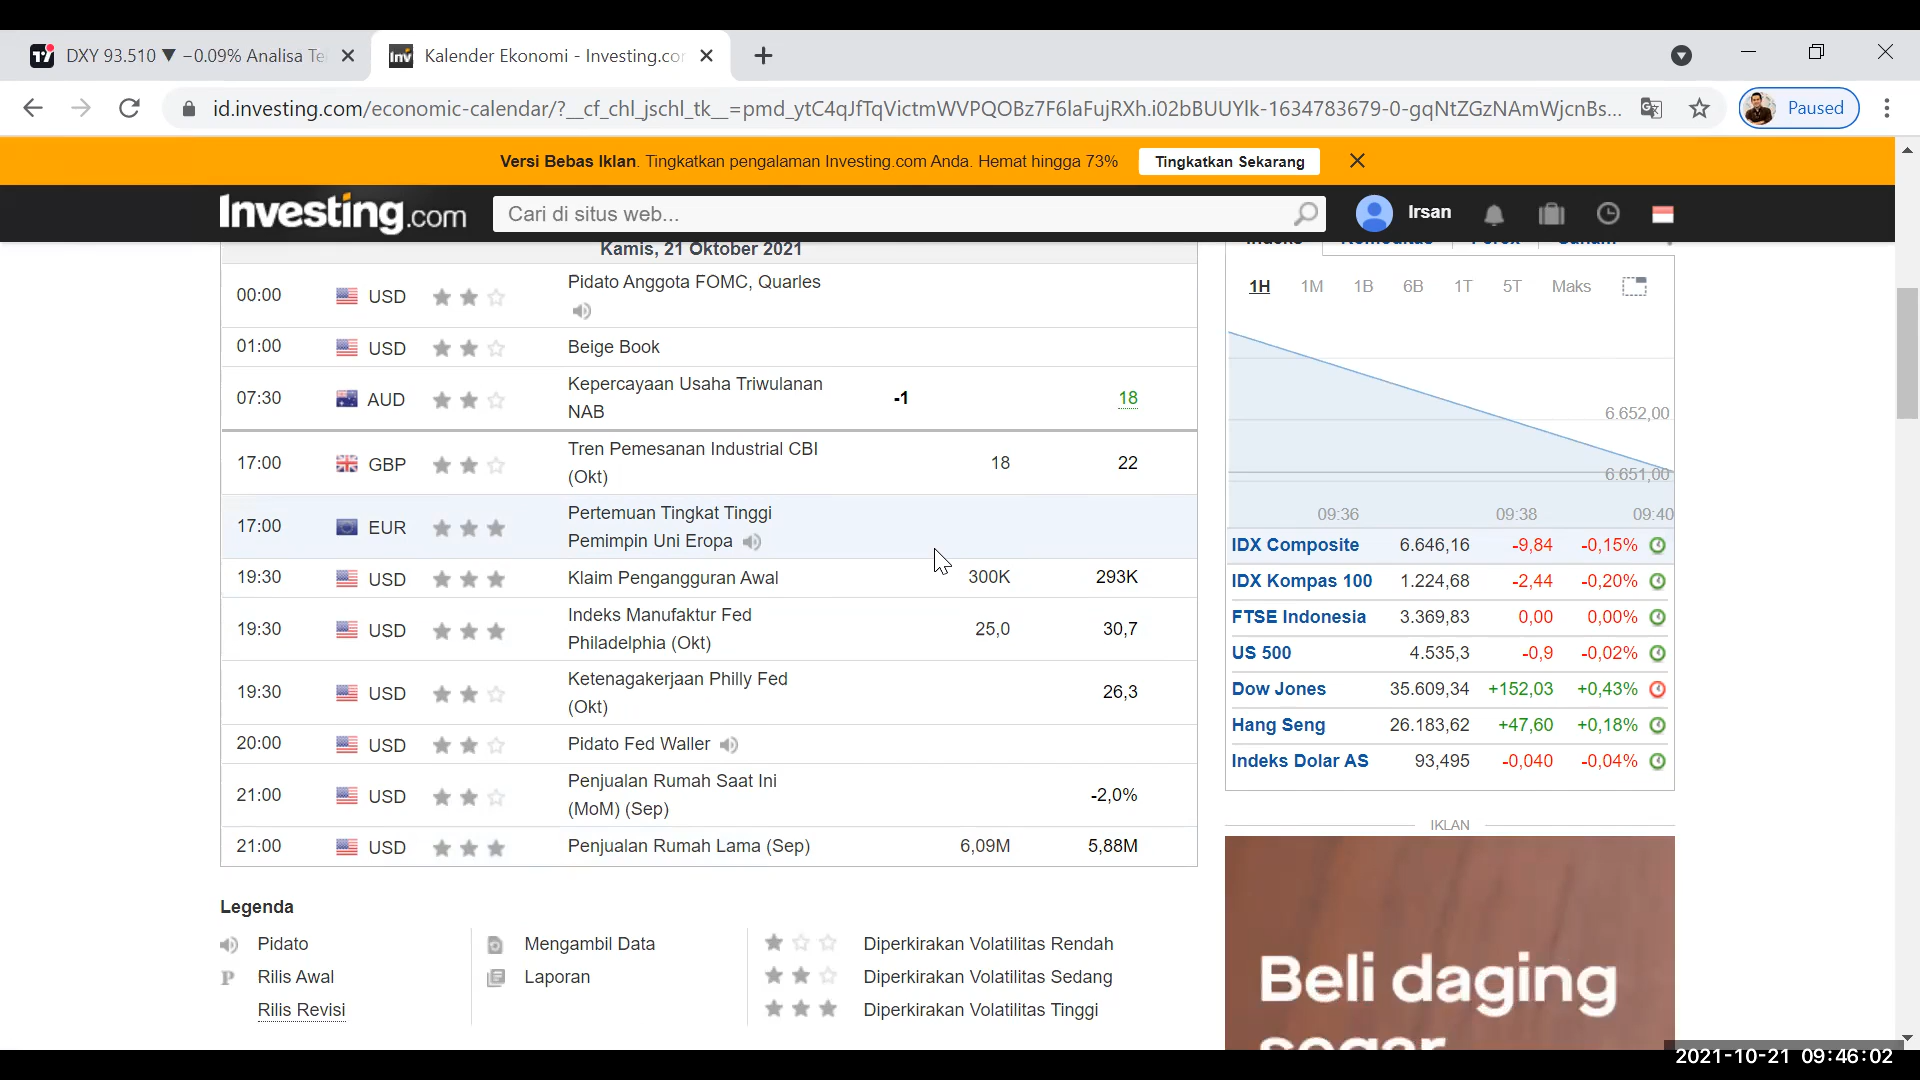 DXY 93.510 ▼ −0.09% Analisa Te
Kalender Ekonomi - Investing.cor
id.investing.com/economic-calendar/?__cf_chl_jschl_tk__=pmd_ytC4qJfTqVictmWVPQOBz7F6laFujRXh.i02bBUUYlk-1634783679-0-gqNtZGzNAmWjcnBs...
Paused
Versi Bebas Iklan. Tingkatkan pengalaman Investing.com Anda. Hemat hingga 73%
Tingkatkan Sekarang
Investing.com
Cari di situs web...
Irsan
Kamis, 21 Oktober 2021
00:00 USD Pidato Anggota FOMC, Quarles
01:00 USD Beige Book
07:30 AUD Kepercayaan Usaha Triwulanan -1 18
NAB
17:00 GBP Tren Pemesanan Industrial CBI 18 22
(Okt)
17:00 EUR Pertemuan Tingkat Tinggi
Pemimpin Uni Eropa
19:30 USD Klaim Pengangguran Awal 300K 293K
19:30 USD Indeks Manufaktur Fed 25,0 30,7
Philadelphia (Okt)
19:30 USD Ketenagakerjaan Philly Fed 26,3
(Okt)
20:00 USD Pidato Fed Waller
21:00 USD Penjualan Rumah Saat Ini -2,0%
(MoM) (Sep)
21:00 USD Penjualan Rumah Lama (Sep) 6,09M 5,88M
Legenda
Pidato
Rilis Awal
Rilis Revisi
Mengambil Data
Laporan
Diperkirakan Volatilitas Rendah
Diperkirakan Volatilitas Sedang
Diperkirakan Volatilitas Tinggi
Indeks Komoditas Forex Saham
1H 1M 1B 6B 1T 5T Maks
6.652,00
6.651,00
09:36 09:38 09:40
IDX Composite 6.646,16 -9,84 -0,15%
IDX Kompas 100 1.224,68 -2,44 -0,20%
FTSE Indonesia 3.369,83 0,00 0,00%
US 500 4.535,3 -0,9 -0,02%
Dow Jones 35.609,34 +152,03 +0,43%
Hang Seng 26.183,62 +47,60 +0,18%
Indeks Dolar AS 93,495 -0,040 -0,04%
IKLAN
Beli daging
segar
2021-10-21 09:46:02